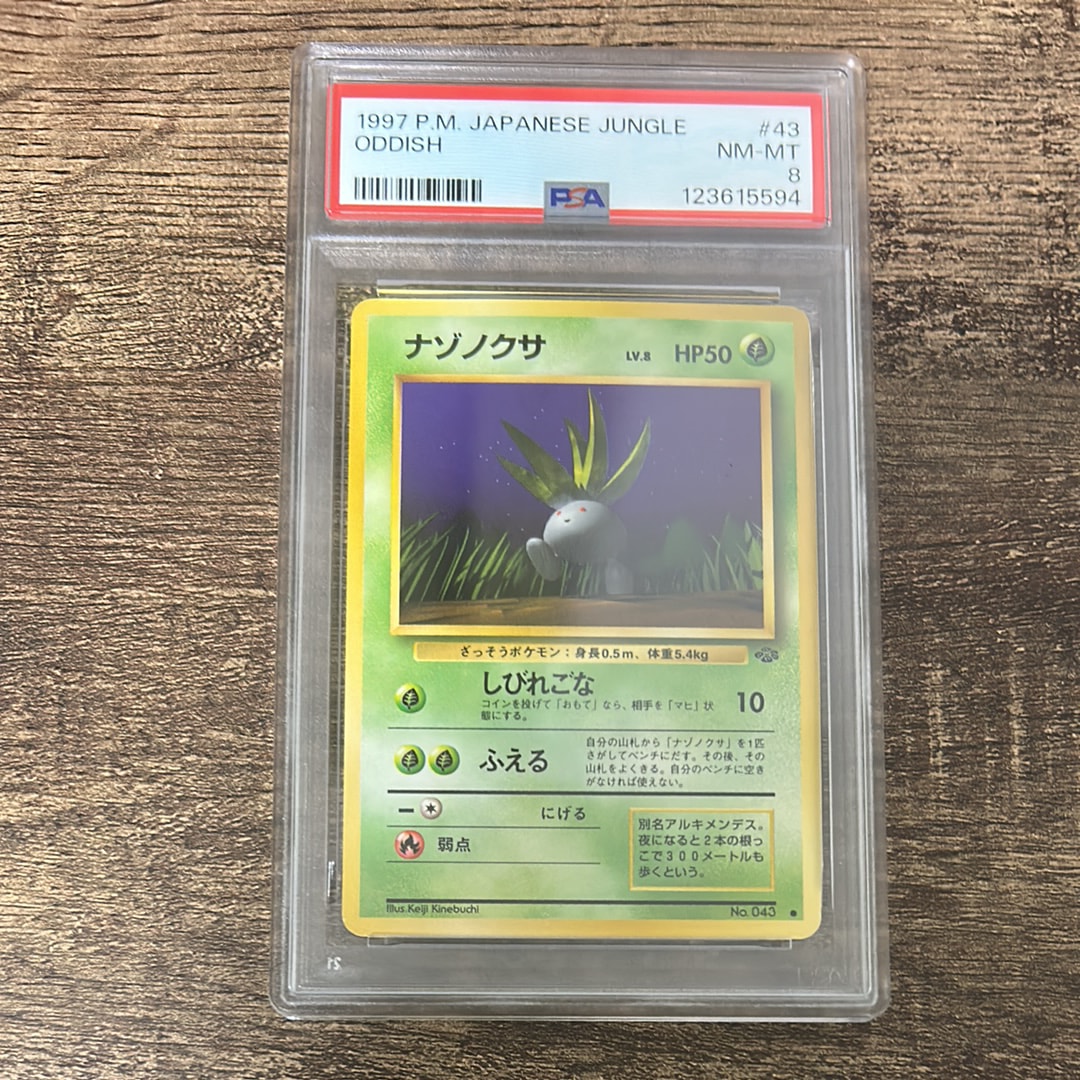 1997 P.M. JAPANESE JUNGLE #43
ODDISH NM-MT
8
PSA 123615594
ナゾノクサ LV.8 HP50
ざっそうポケモン：身長0.5m、体重5.4kg
しびれごな 10
コインを投げて「おもて」なら、相手を「マヒ」状
態にする。
ふえる
自分の山札から「ナゾノクサ」を1匹
さがしてベンチにだす。その後、その
山札をよくきる。自分のベンチに空き
がなければ使えない。
にげる
弱点
別名アルキメンデス。
夜になると2本の根っ
こで300メートルも
歩くという。
Illus.Keiji Kinebuchi No. 043
21